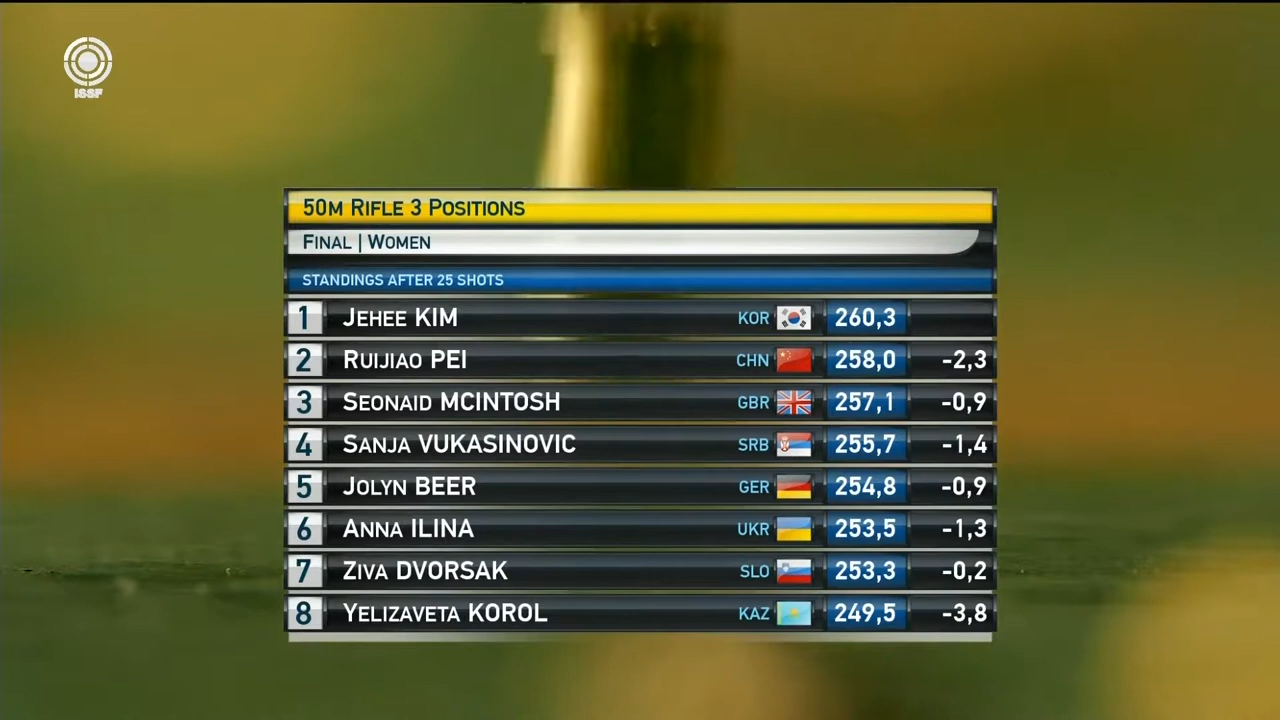 ISSF
50M RIFLE 3 POSITIONS
FINAL | WOMEN
STANDINGS AFTER 25 SHOTS
1 JEHEE KIM KOR 260,3
2 RUIJIAO PEI CHN 258,0 -2,3
3 SEONAID MCINTOSH GBR 257,1 -0,9
4 SANJA VUKASINOVIC SRB 255,7 -1,4
5 JOLYN BEER GER 254,8 -0,9
6 ANNA ILINA UKR 253,5 -1,3
7 ZIVA DVORSAK SLO 253,3 -0,2
8 YELIZAVETA KOROL KAZ 249,5 -3,8